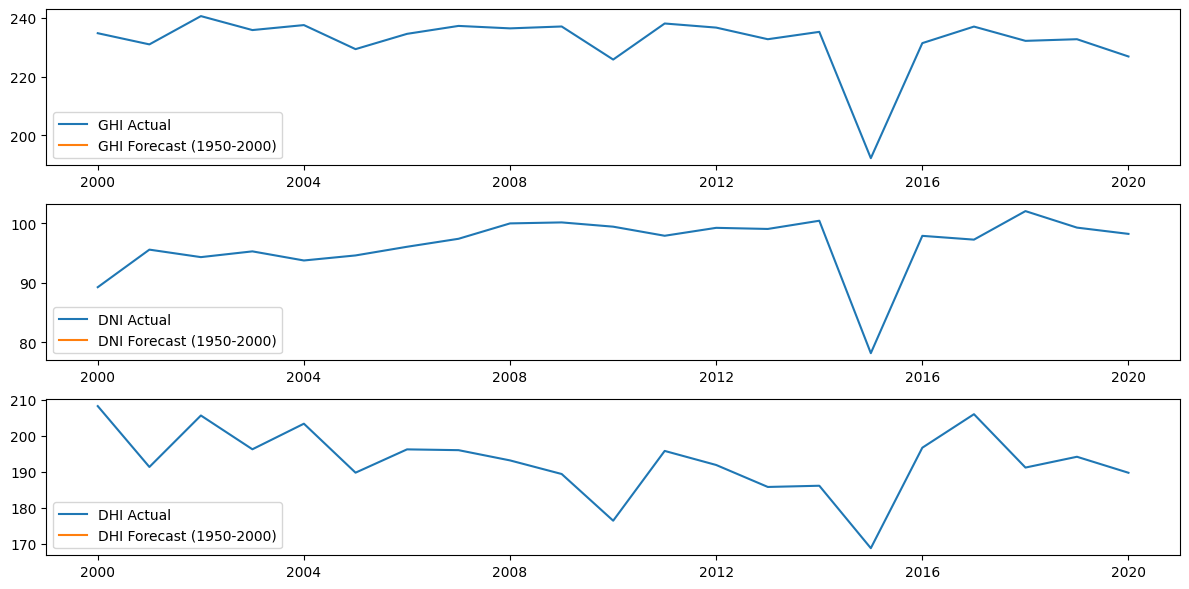 240
220
200
GHI Actual
GHI Forecast (1950-2000)
2000 2004 2008 2012 2016 2020
100
90
80
DNI Actual
DNI Forecast (1950-2000)
2000 2004 2008 2012 2016 2020
210
200
190
180
170
DHI Actual
DHI Forecast (1950-2000)
2000 2004 2008 2012 2016 2020